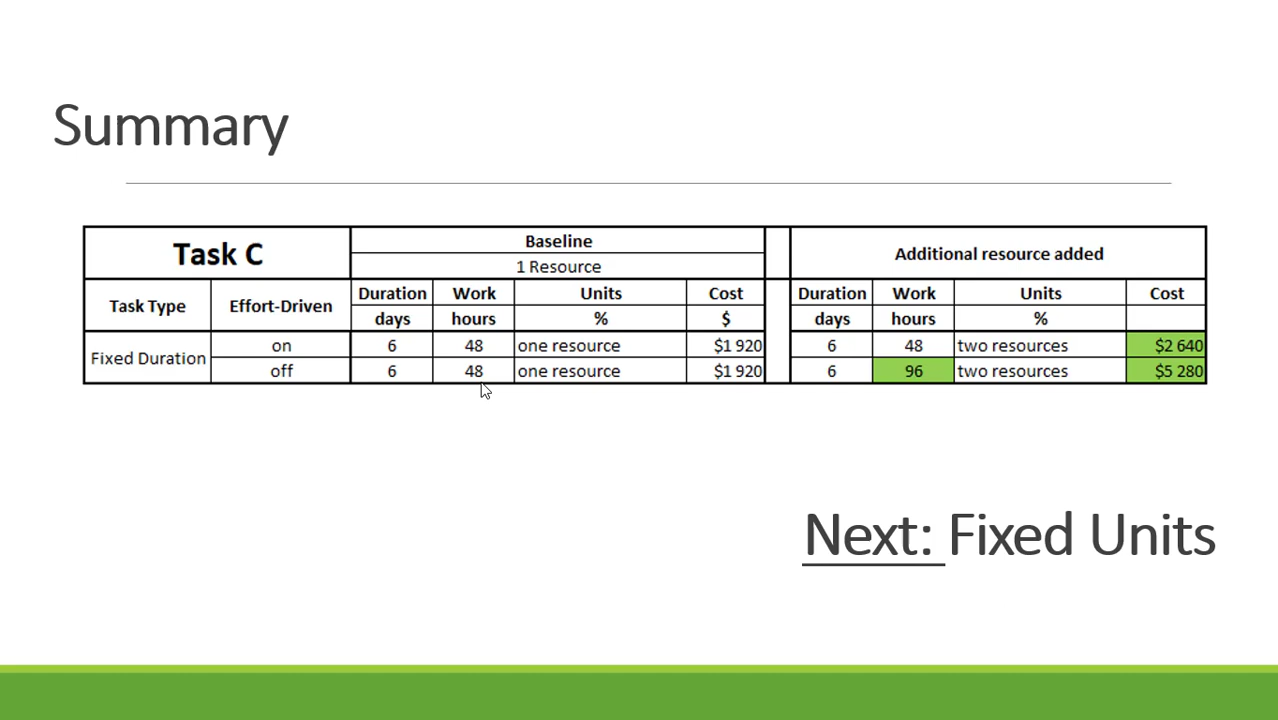 Summary
Task C Baseline Additional resource added
1 Resource
Task Type Effort-Driven Duration Work Units Cost Duration Work Units Cost
days hours % $ days hours %
Fixed Duration on 6 48 one resource $1 920 6 48 two resources $2 640
off 6 48 one resource $1 920 6 96 two resources $5 280
Next: Fixed Units